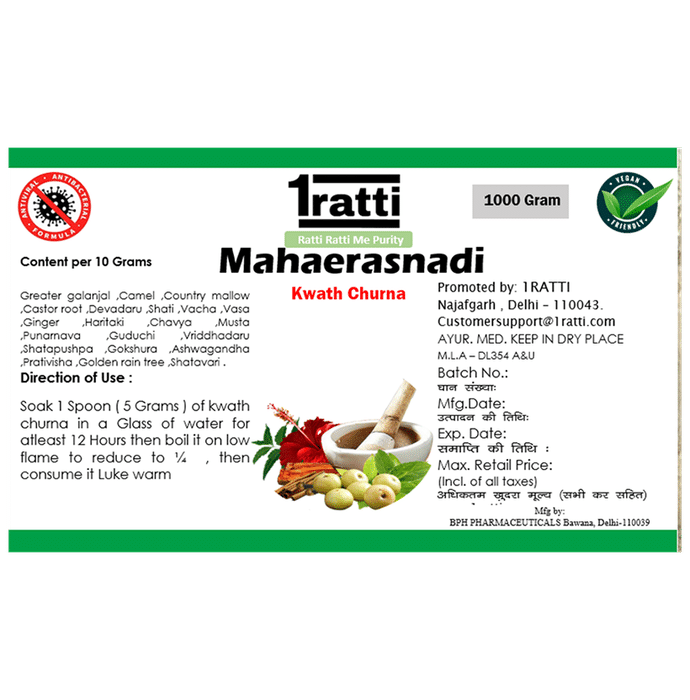 ANTIVIRAL - ANTIBACTERIAL
FORMULA
1ratti
Ratti Ratti Me Purity
1000 Gram
VEGAN
FRIENDLY
Mahaerasnadi
Kwath Churna
Content per 10 Grams
Greater galanjal ,Camel ,Country mallow
,Castor root ,Devadaru ,Shati ,Vacha ,Vasa
,Ginger ,Haritaki ,Chavya ,Musta
,Punarnava ,Guduchi ,Vriddhadaru
,Shatapushpa ,Gokshura ,Ashwagandha
,Prativisha ,Golden rain tree ,Shatavari .
Direction of Use :
Soak 1 Spoon ( 5 Grams ) of kwath
churna in a Glass of water for
atleast 12 Hours then boil it on low
flame to reduce to ¼ , then
consume it Luke warm
Promoted by: 1RATTI
Najafgarh , Delhi – 110043.
Customersupport@1ratti.com
AYUR. MED. KEEP IN DRY PLACE
M.L.A – DL354 A&U
Batch No.:
घान संख्याः
Mfg.Date:
उत्पादन की तिथिः
Exp. Date:
समाप्ति की तिथि :
Max. Retail Price:
(Incl. of all taxes)
अधिकतम खुदरा मूल्य (सभी कर सहित)
Mfg by:
BPH PHARMACEUTICALS Bawana, Delhi-110039